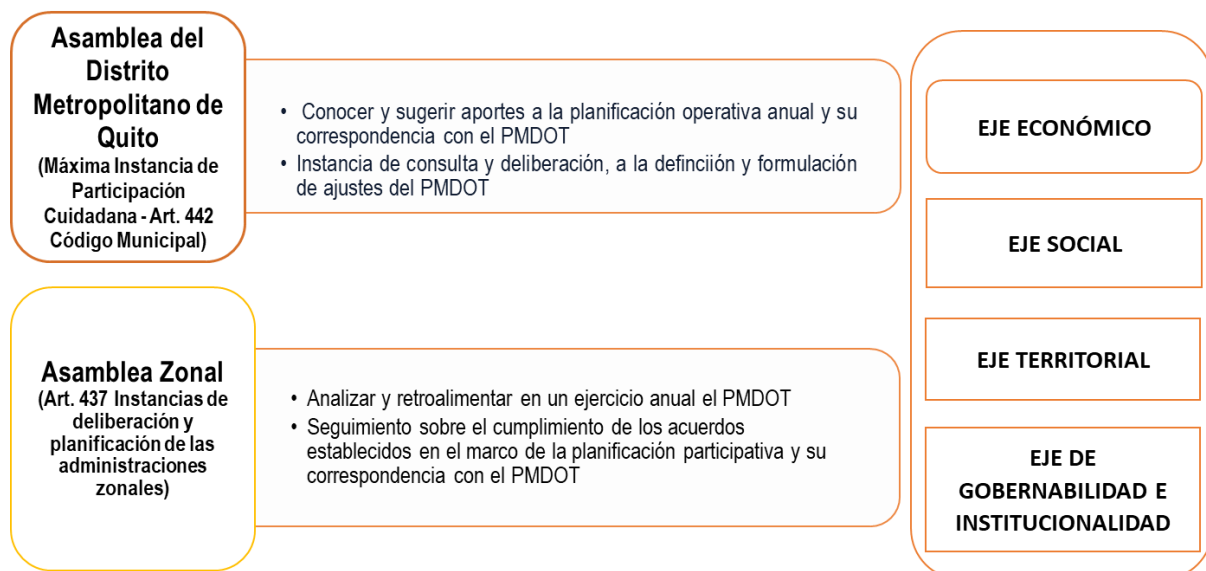 Asamblea del
Distrito
Metropolitano de
Quito
(Máxima Instancia de
Participación
Cuidadana - Art. 442
Código Municipal)
• Conocer y sugerir aportes a la planificación operativa anual y su
correspondencia con el PMDOT
• Instancia de consulta y deliberación, a la definciión y formulación
de ajustes del PMDOT
Asamblea Zonal
(Art. 437 Instancias de
deliberación y
planificación de las
administraciones
zonales)
• Analizar y retroalimentar en un ejercicio anual el PMDOT
• Seguimiento sobre el cumplimiento de los acuerdos
establecidos en el marco de la planificación participativa y su
correspondencia con el PMDOT
EJE ECONÓMICO
EJE SOCIAL
EJE TERRITORIAL
EJE DE
GOBERNABILIDAD E
INSTITUCIONALIDAD